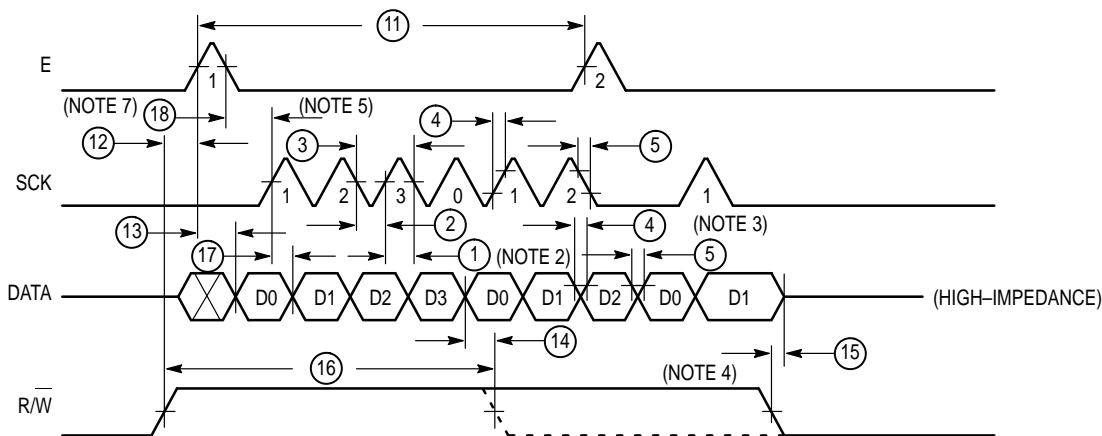 11
E
1
2
(NOTE 7)
18
(NOTE 5)
4
12
3
5
SCK
1
2
3
0
1
2
1
13
2
4
(NOTE 3)
17
1
(NOTE 2)
5
DATA
D0
D1
D2
D3
D0
D1
D2
D0
D1
(HIGH–IMPEDANCE)
14
15
16
(NOTE 4)
R/W